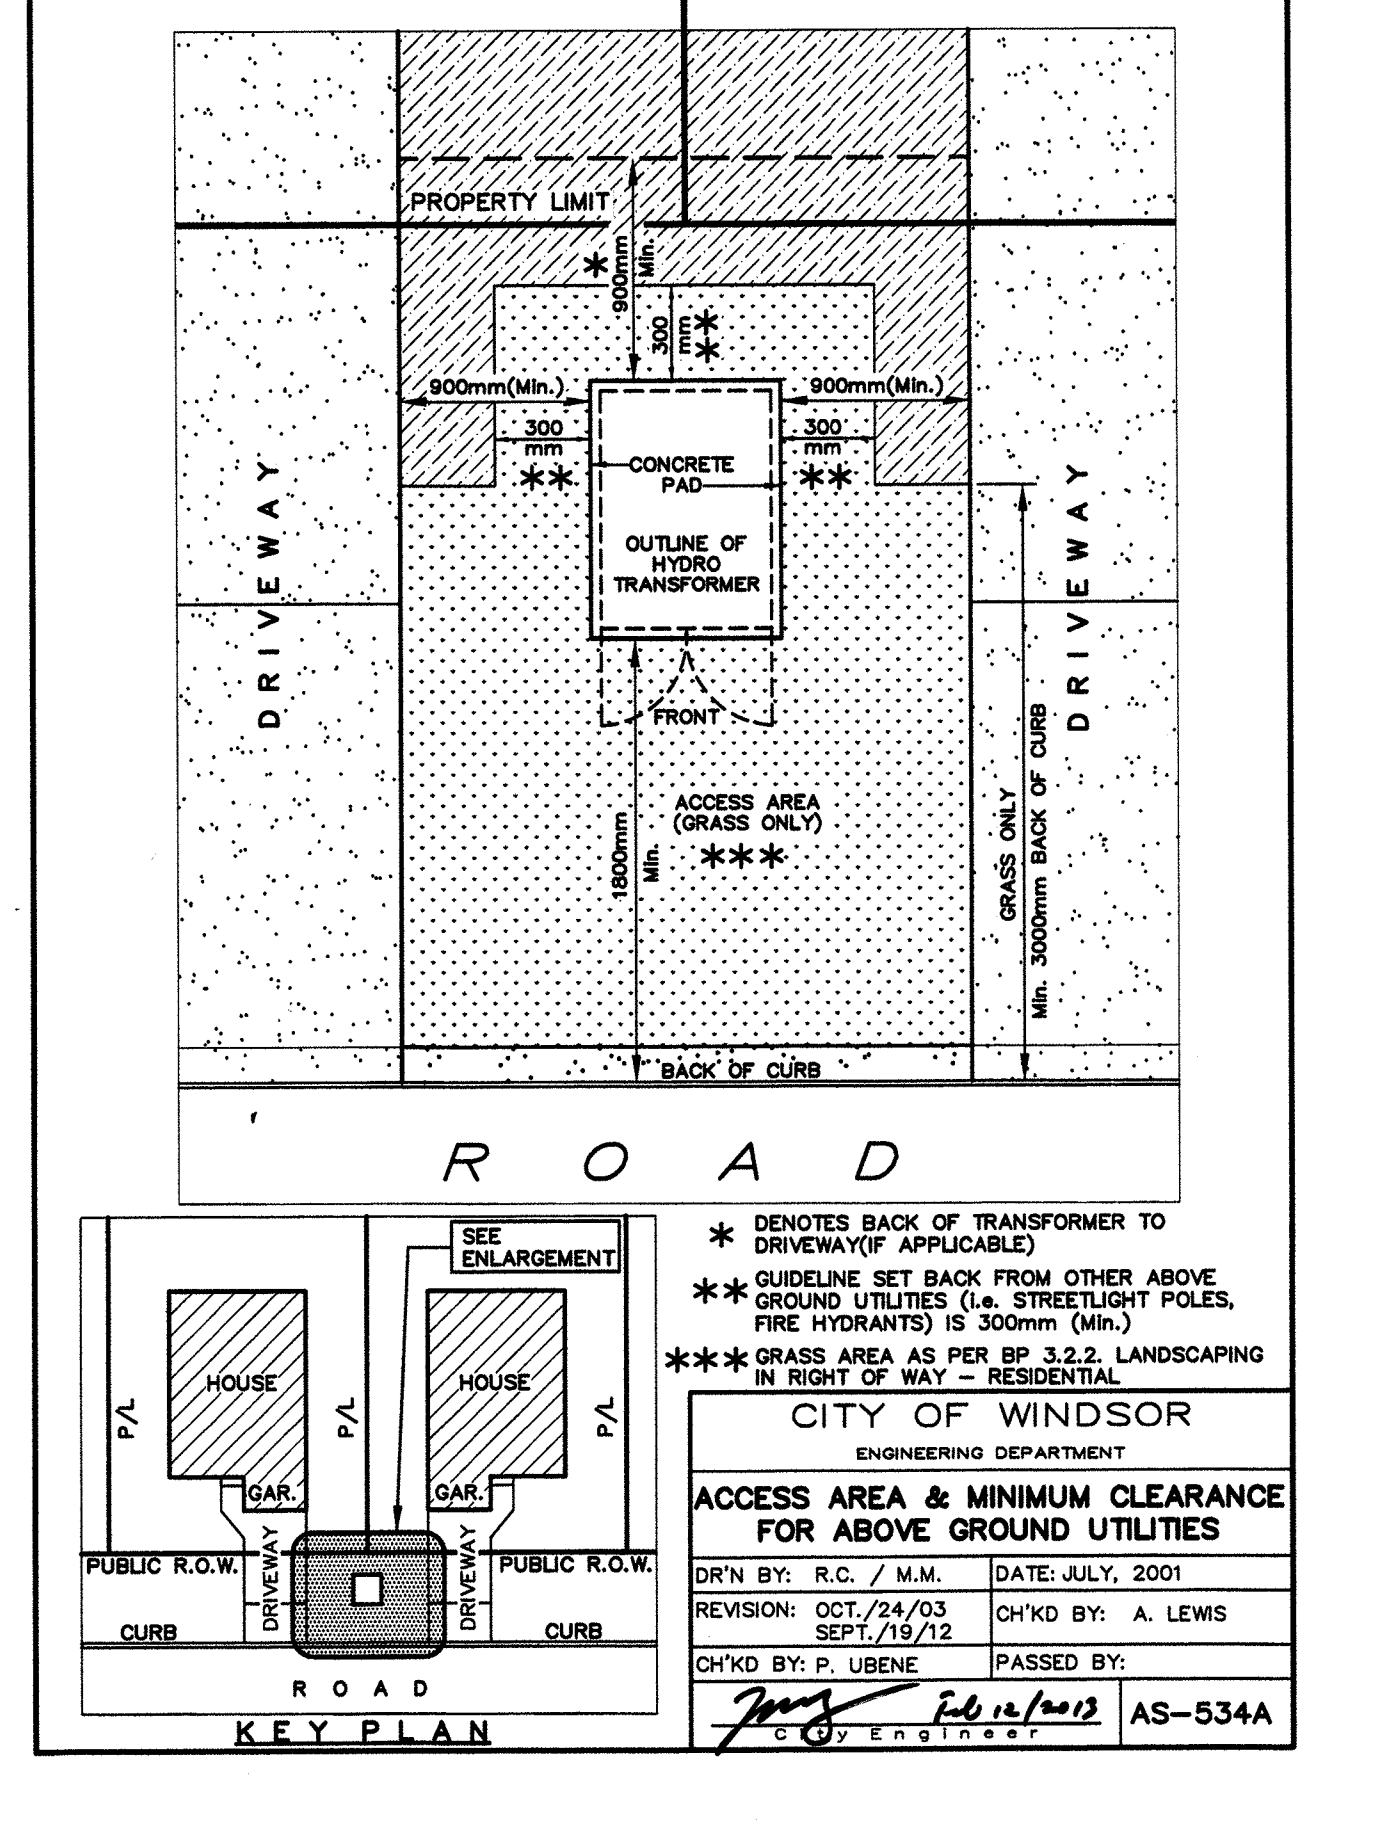 PROPERTY LIMIT
*
900mm
Min.
300
mm
**
900mm(Min.)
900mm(Min.)
300
mm
**
300
mm
**
CONCRETE
PAD
OUTLINE OF
HYDRO
TRANSFORMER
DRIVEWAY
DRIVEWAY
FRONT
ACCESS AREA
(GRASS ONLY)
***
1800mm
Min.
GRASS ONLY
Min. 3000mm BACK OF CURB
BACK OF CURB
ROAD
SEE
ENLARGEMENT
HOUSE
HOUSE
P/L
P/L
P/L
GAR.
GAR.
DRIVEWAY
DRIVEWAY
PUBLIC R.O.W.
PUBLIC R.O.W.
CURB
CURB
ROAD
KEY PLAN
* DENOTES BACK OF TRANSFORMER TO
DRIVEWAY(IF APPLICABLE)
** GUIDELINE SET BACK FROM OTHER ABOVE
GROUND UTILITIES (i.e. STREETLIGHT POLES,
FIRE HYDRANTS) IS 300mm (Min.)
*** GRASS AREA AS PER BP 3.2.2. LANDSCAPING
IN RIGHT OF WAY – RESIDENTIAL
CITY OF WINDSOR
ENGINEERING DEPARTMENT
ACCESS AREA & MINIMUM CLEARANCE
FOR ABOVE GROUND UTILITIES
DR'N BY: R.C. / M.M.
DATE: JULY, 2001
REVISION: OCT./24/03
SEPT./19/12
CH'KD BY: A. LEWIS
CH'KD BY: P. UBENE
PASSED BY:
Feb 12/2013
City Engineer
AS-534A